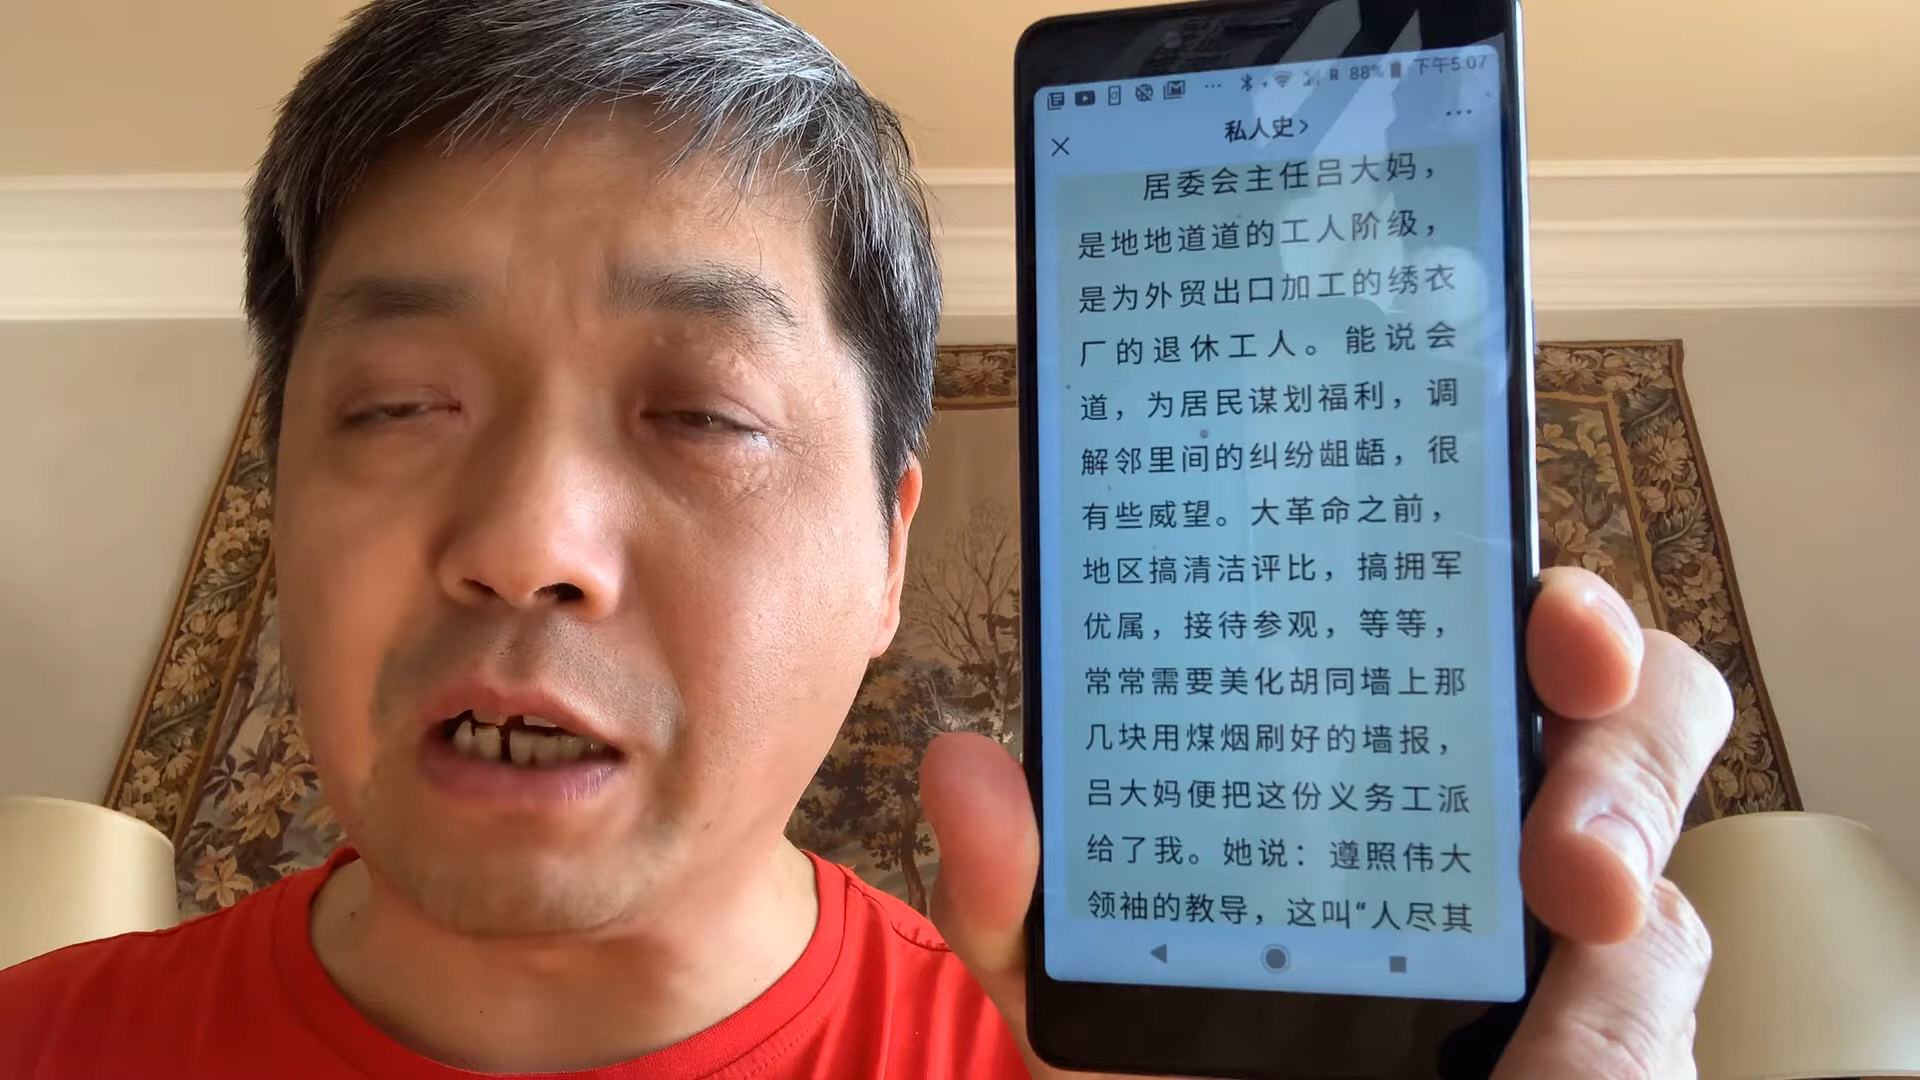 88% 下午5:07
私人史>
居委会主任吕大妈，
是地地道道的工人阶级，
是为外贸出口加工的绣衣
厂的退休工人。能说会
道，为居民谋划福利，调
解邻里间的纠纷龃龉，很
有些威望。大革命之前，
地区搞清洁评比，搞拥军
优属，接待参观，等等，
常常需要美化胡同墙上那
几块用煤烟刷好的墙报，
吕大妈便把这份义务工派
给了我。她说：遵照伟大
领袖的教导，这叫“人尽其